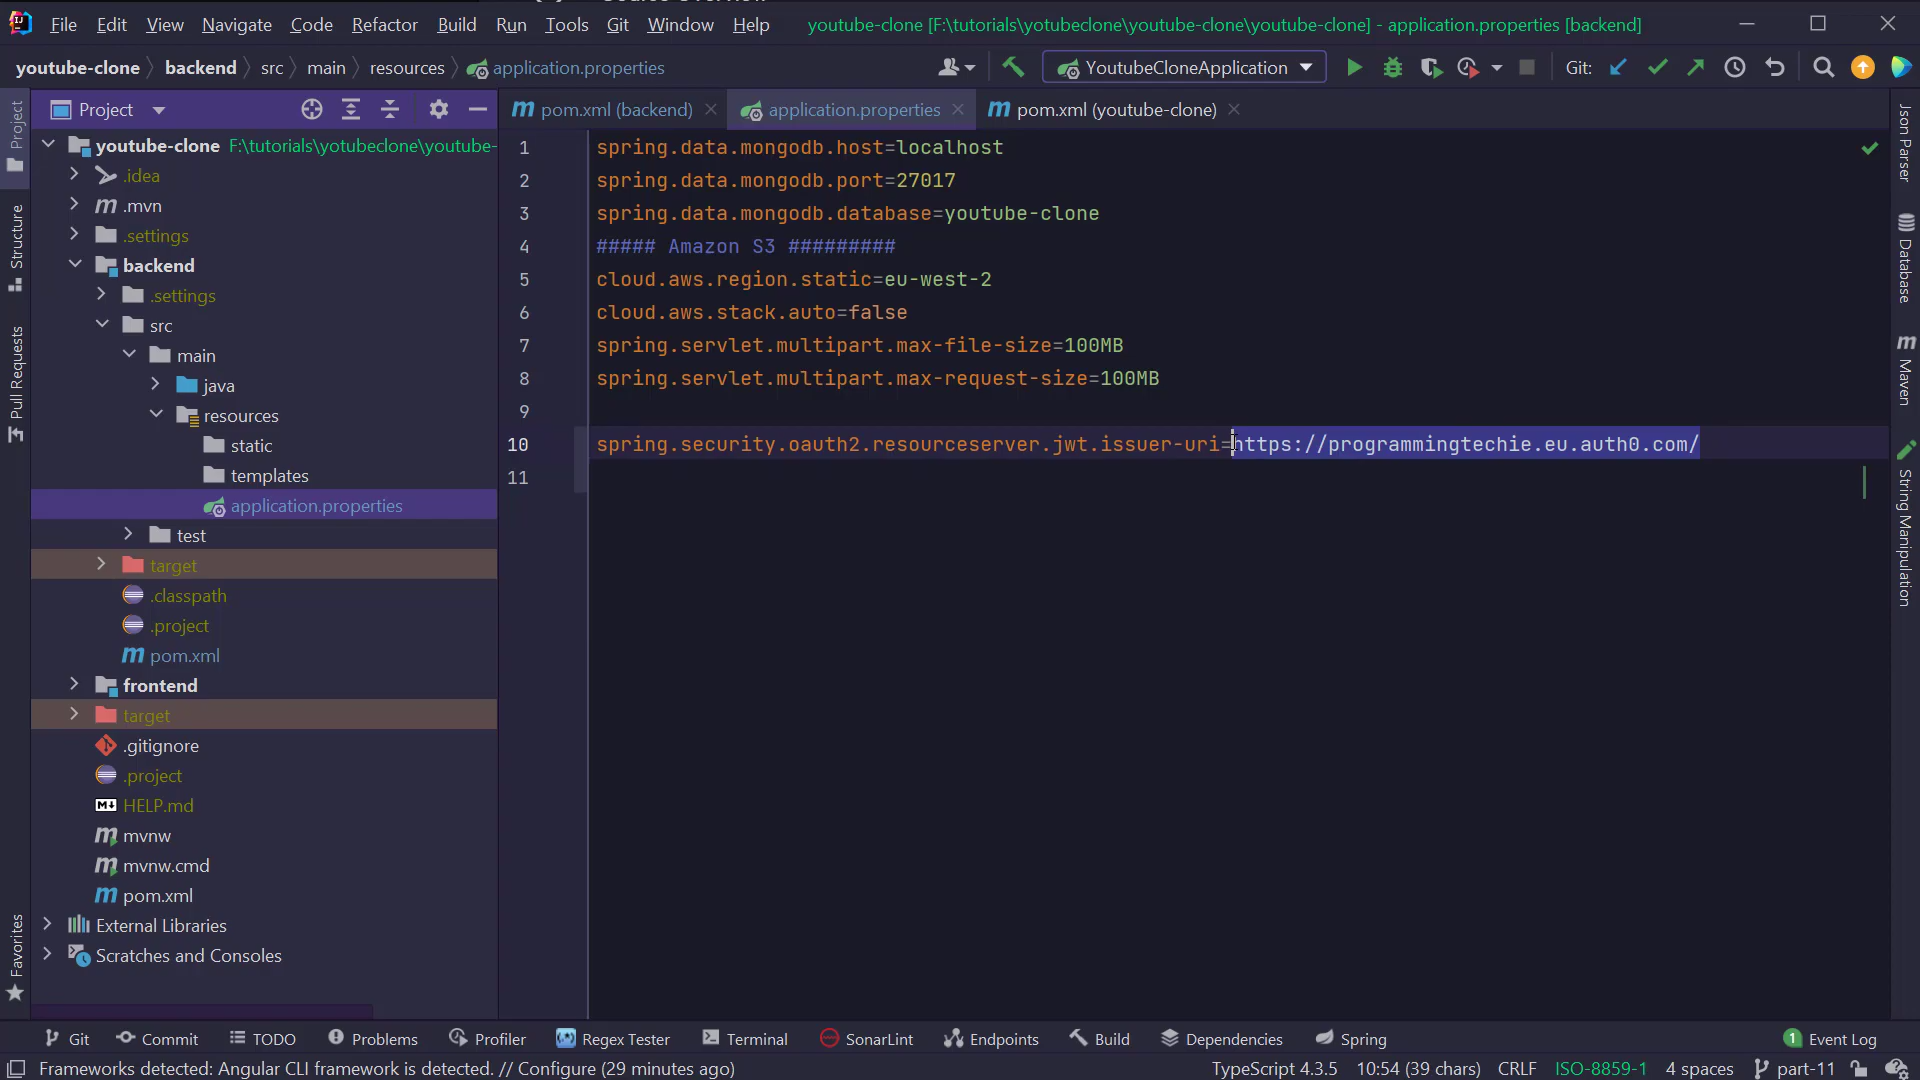 File Edit View Navigate Code Refactor Build Run Tools Git Window Help youtube-clone [F:\tutorials\yotubeclone\youtube-clone\youtube-clone] - application.properties [backend]
youtube-clone backend src main resources application.properties YoutubeCloneApplication Git:
Project
pom.xml (backend) application.properties pom.xml (youtube-clone)
youtube-clone F:\tutorials\yotubeclone\youtube-
.idea
.mvn
.settings
backend
.settings
src
main
java
resources
static
templates
application.properties
test
target
.classpath
.project
pom.xml
frontend
target
.gitignore
.project
HELP.md
mvnw
mvnw.cmd
pom.xml
External Libraries
Scratches and Consoles
1 spring.data.mongodb.host=localhost
2 spring.data.mongodb.port=27017
3 spring.data.mongodb.database=youtube-clone
4 ##### Amazon S3 #########
5 cloud.aws.region.static=eu-west-2
6 cloud.aws.stack.auto=false
7 spring.servlet.multipart.max-file-size=100MB
8 spring.servlet.multipart.max-request-size=100MB
9
10 spring.security.oauth2.resourceserver.jwt.issuer-uri=https://programmingtechie.eu.auth0.com/
11
Project
Structure
Pull Requests
Favorites
Json Parser
Database
Maven
String Manipulation
Git Commit TODO Problems Profiler Regex Tester Terminal SonarLint Endpoints Build Dependencies Spring 1 Event Log
Frameworks detected: Angular CLI framework is detected. // Configure (29 minutes ago) TypeScript 4.3.5 10:54 (39 chars) CRLF ISO-8859-1 4 spaces part-11